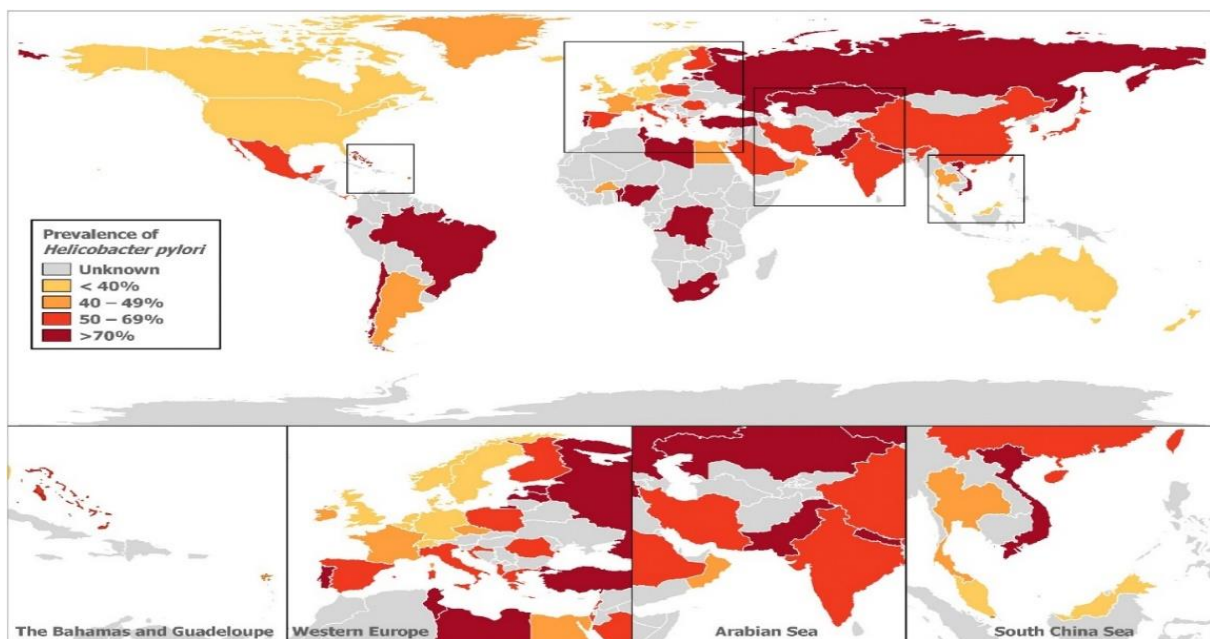 Prevalence of
Helicobacter pylori
Unknown
< 40%
40 – 49%
50 – 69%
>70%
The Bahamas and Guadeloupe
Western Europe
Arabian Sea
South China Sea